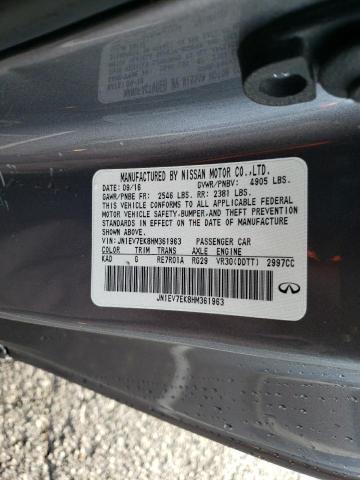 MANUFACTURED BY NISSAN MOTOR CO.,LTD.
DATE: 09/16 GVWR/PNBV: 4905 LBS.
GAWR/PNBE FR: 2546 LBS. RR: 2381 LBS.
THIS VEHICLE CONFORMS TO ALL APPLICABLE FEDERAL
MOTOR VEHICLE SAFETY,BUMPER,AND THEFT PREVENTION
STANDARDS IN EFFECT ON THE DATE OF MANUFACTURE
SHOWN ABOVE.
VIN: JN1EV7EK8HM361963 PASSENGER CAR
COLOR TRIM TRANS AXLE ENGINE
KAD G RE7R01A RG29 VR30(DDTT) 2997CC
JN1EV7EK8HM361963
INFINITI